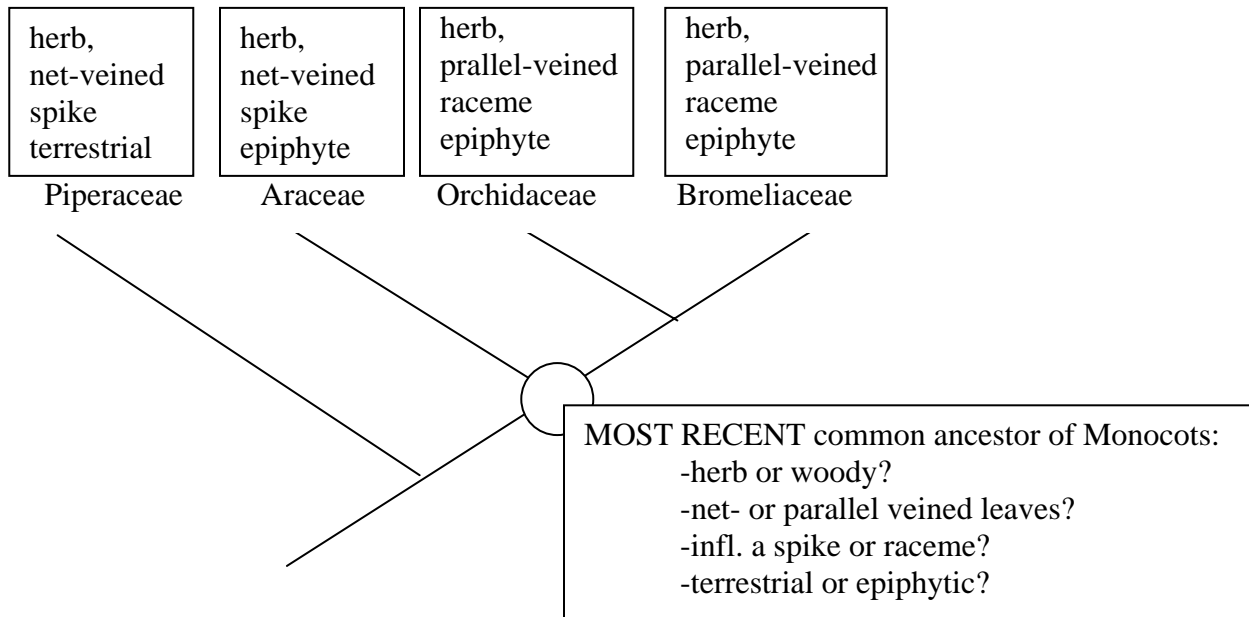 herb,
net-veined
spike
terrestrial
herb,
net-veined
spike
epiphyte
herb,
prallel-veined
raceme
epiphyte
herb,
parallel-veined
raceme
epiphyte
Piperaceae
Araceae
Orchidaceae
Bromeliaceae
MOST RECENT common ancestor of Monocots:
-herb or woody?
-net- or parallel veined leaves?
-infl. a spike or raceme?
-terrestrial or epiphytic?